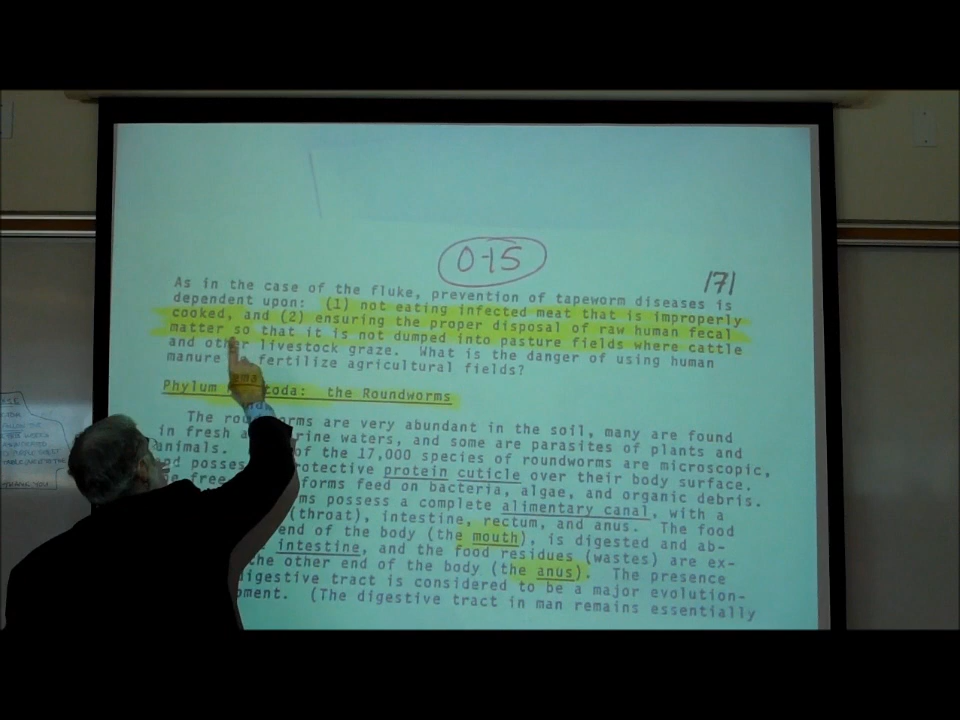 0-15
171
As in the case of the fluke, prevention of tapeworm diseases is
dependent upon: (1) not eating infected meat that is improperly
cooked, and (2) ensuring the proper disposal of raw human fecal
matter so that it is not dumped into pasture fields where cattle
and other livestock graze. What is the danger of using human
manure fertilize agricultural fields?
Phylum toda: the Roundworms
The roundworms are very abundant in the soil, many are found
in fresh rine waters, and some are parasites of plants and
animals. of the 17,000 species of roundworms are microscopic,
posses protective protein cuticle over their body surface.
free forms feed on bacteria, algae, and organic debris.
ms possess a complete alimentary canal, with a
(throat), intestine, rectum, and anus. The food
end of the body (the mouth), is digested and ab-
intestine, and the food residues (wastes) are ex-
the other end of the body (the anus). The presence
digestive tract is considered to be a major evolution-
ment. (The digestive tract in man remains essentially
THANK YOU